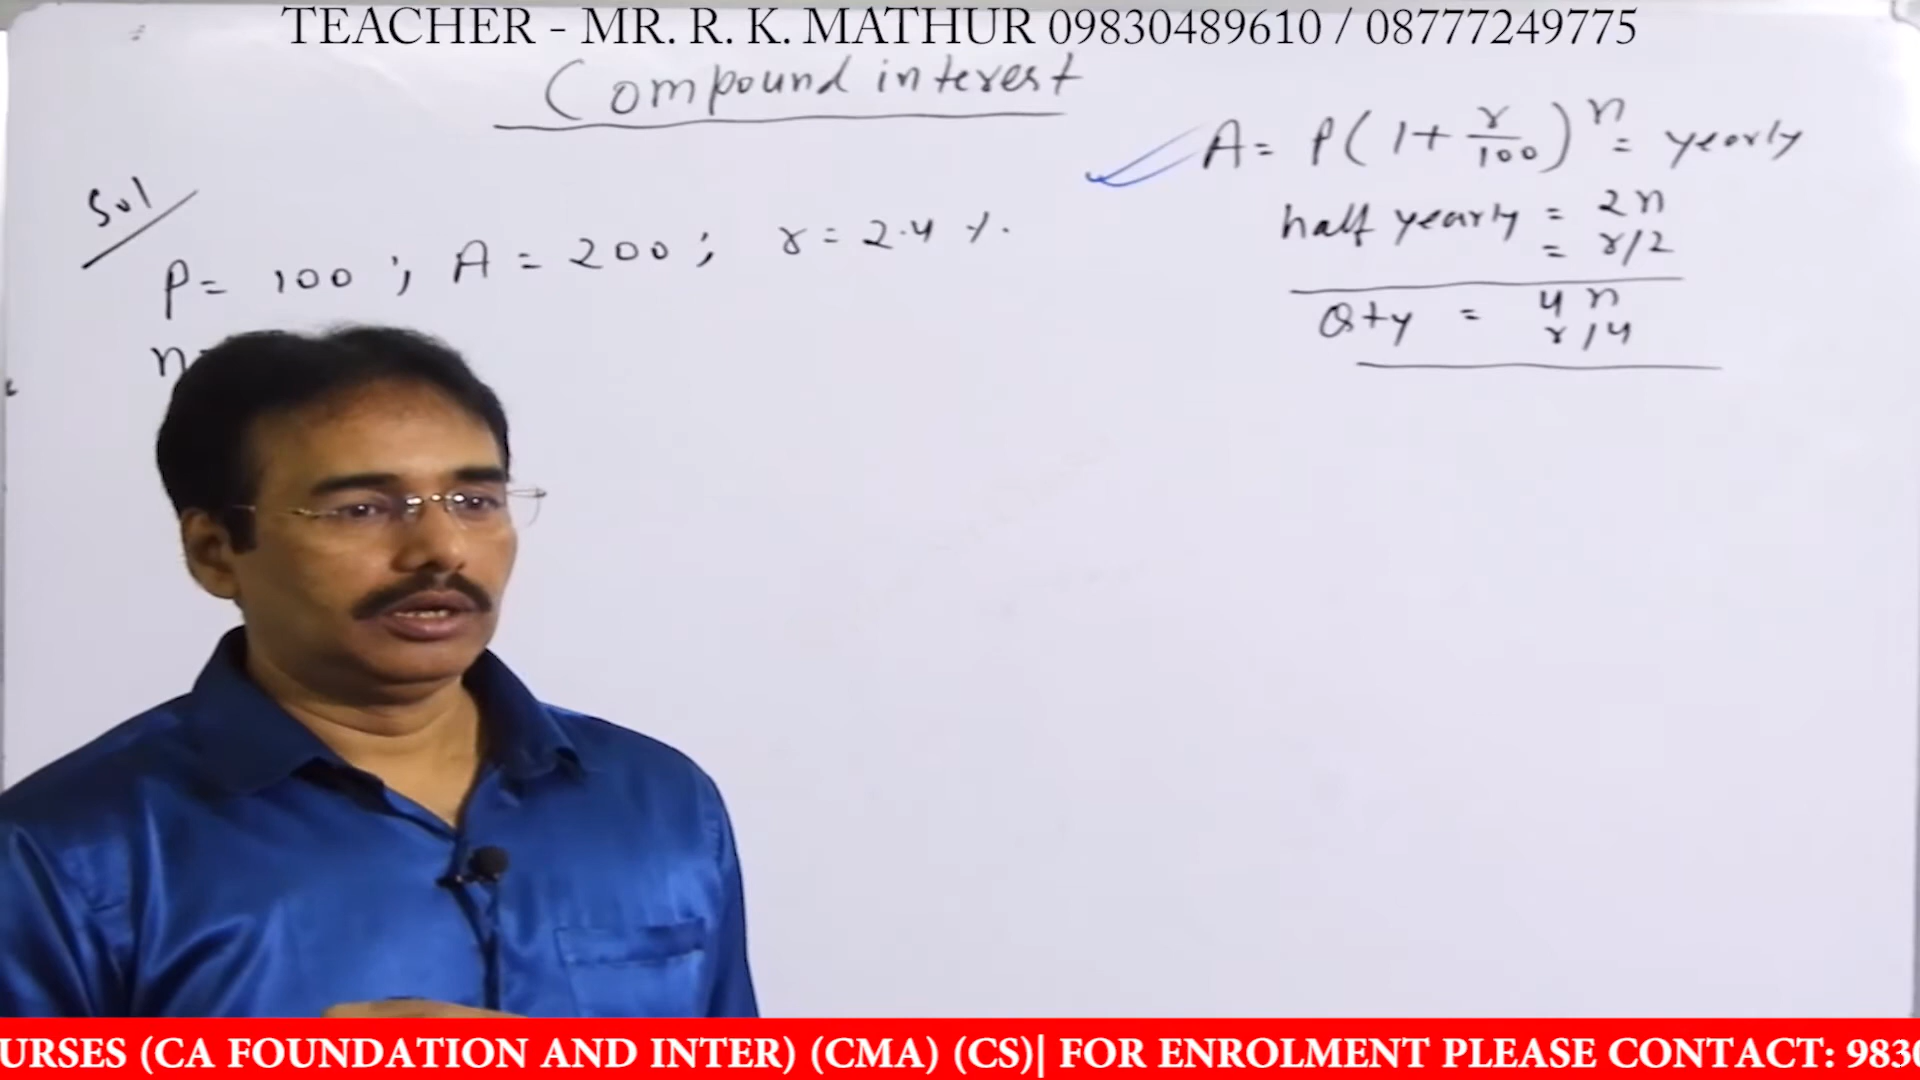 TEACHER - MR. R. K. MATHUR 09830489610 / 08777249775
Compound interest
A = P(1 + r/100)^n = yearly
half yearly = 2n
= r/2
Qty = 4n
r/4
Sol
P = 100 ; A = 200 ; r = 2.4 %.
n
URSES (CA FOUNDATION AND INTER) (CMA) (CS)| FOR ENROLMENT PLEASE CONTACT: 983